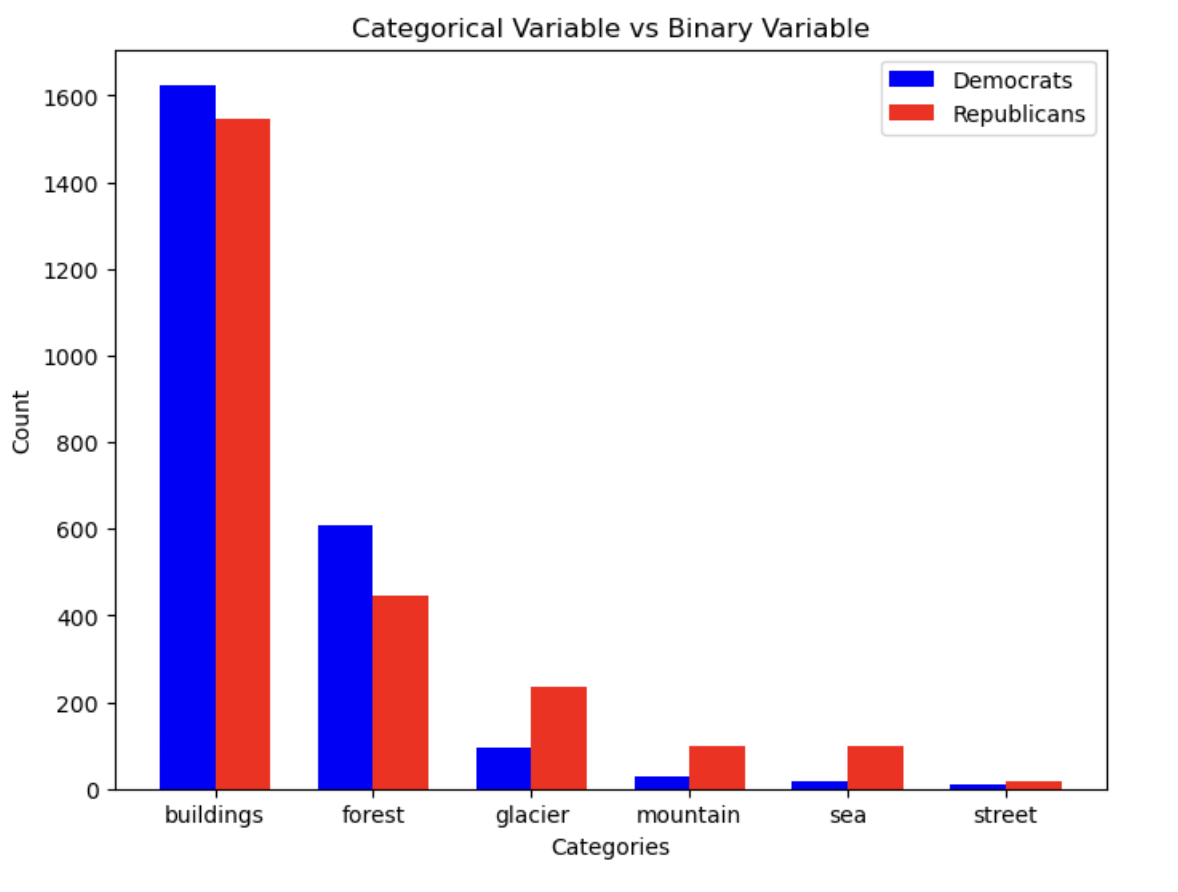 Categorical Variable vs Binary Variable
Democrats
Republicans
1600
1400
1200
1000
800
600
400
200
0
Count
buildings forest glacier mountain sea street
Categories